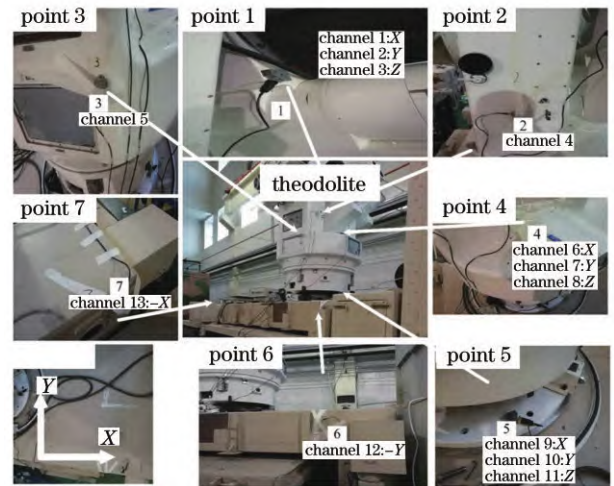 point 3
3
channel 5
point 1
channel 1:X
channel 2:Y
channel 3:Z
1
point 2
2
channel 4
theodolite
point 7
7
channel 13:−X
point 4
4
channel 6:X
channel 7:Y
channel 8:Z
Y
X
point 6
6
channel 12:−Y
point 5
5
channel 9:X
channel 10:Y
channel 11:Z